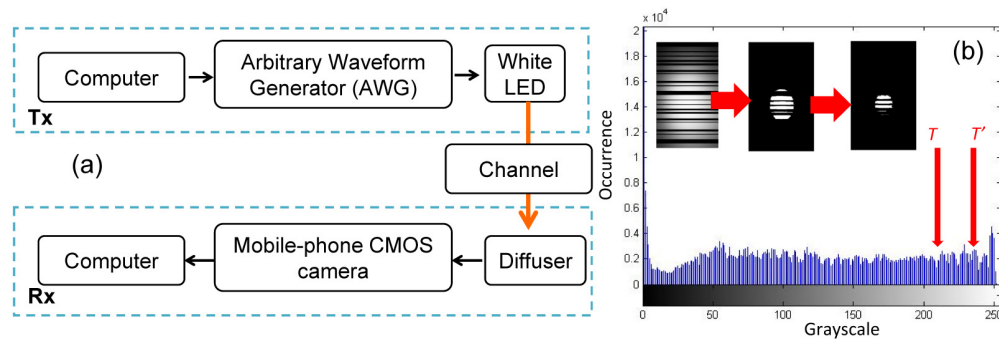 Computer
Arbitrary Waveform
Generator (AWG)
White
LED
Tx
(a)
Channel
Computer
Mobile-phone CMOS
camera
Diffuser
Rx
x 10⁴
(b)
2
1.8
1.6
1.4
1.2
1
0.8
0.6
0.4
0.2
0
Occurrence
T
T'
0
50
100
150
200
250
Grayscale